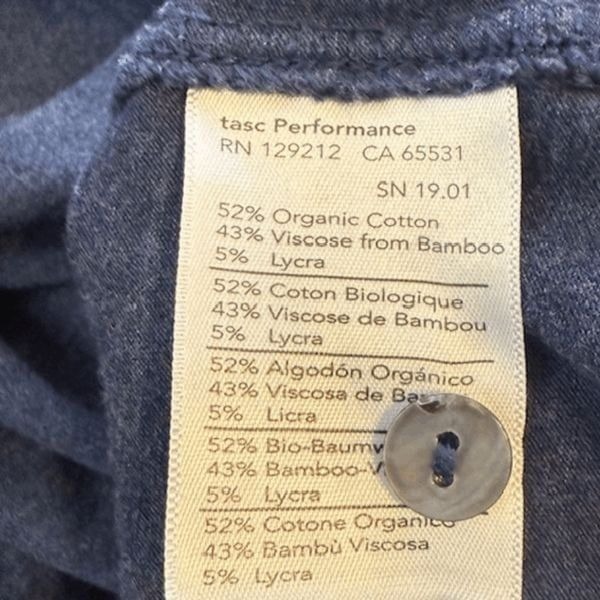 tasc Performance
RN 129212 CA 65531
SN 19.01
52% Organic Cotton
43% Viscose from Bamboo
5% Lycra
52% Coton Biologique
43% Viscose de Bambou
5% Lycra
52% Algodón Orgánico
43% Viscosa de
5% Licra
52%
43%
5% Lycra
52% Cotone Organico
43% Bambù Viscosa
5% Lycra